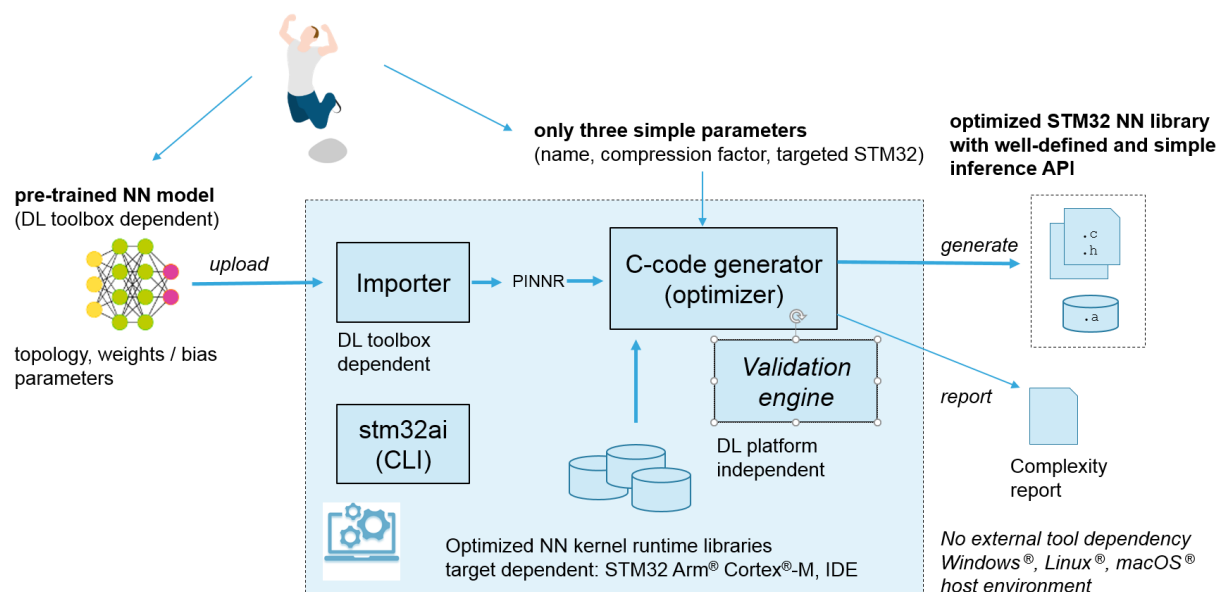 only three simple parameters
(name, compression factor, targeted STM32)
optimized STM32 NN library
with well-defined and simple
inference API
pre-trained NN model
(DL toolbox dependent)
upload
Importer
DL toolbox
dependent
PINNR
C-code generator
(optimizer)
generate
.c
.h
.a
topology, weights / bias
parameters
stm32ai
(CLI)
Validation
engine
DL platform
independent
report
Complexity
report
Optimized NN kernel runtime libraries
target dependent: STM32 Arm® Cortex®-M, IDE
No external tool dependency
Windows®, Linux®, macOS®
host environment